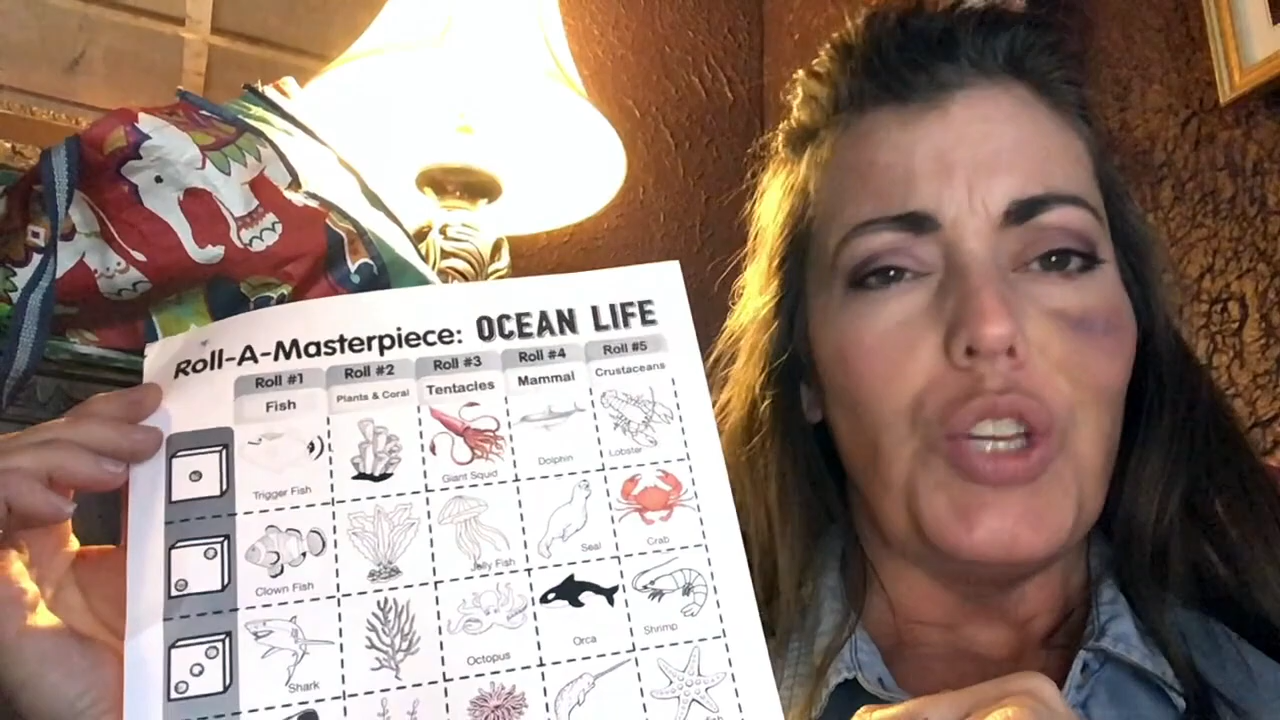 Roll-A-Masterpiece: OCEAN LIFE
Roll #1 Roll #2 Roll #3 Roll #4 Roll #5
Fish Plants & Coral Tentacles Mammal Crustaceans
Trigger Fish Giant Squid Dolphin Lobster
Clown Fish Jelly Fish Seal Crab
Shark Octopus Orca Shrimp
fish